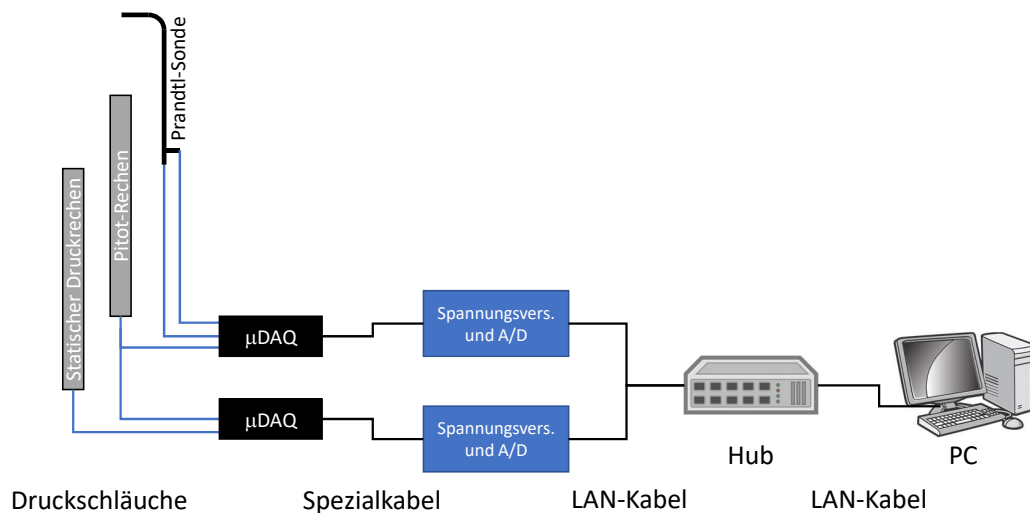 Prandtl-Sonde
Pitot-Rechen
Statischer Druckrechen
μDAQ
Spannungsvers.
und A/D
μDAQ
Spannungsvers.
und A/D
Hub
PC
Druckschläuche
Spezialkabel
LAN-Kabel
LAN-Kabel